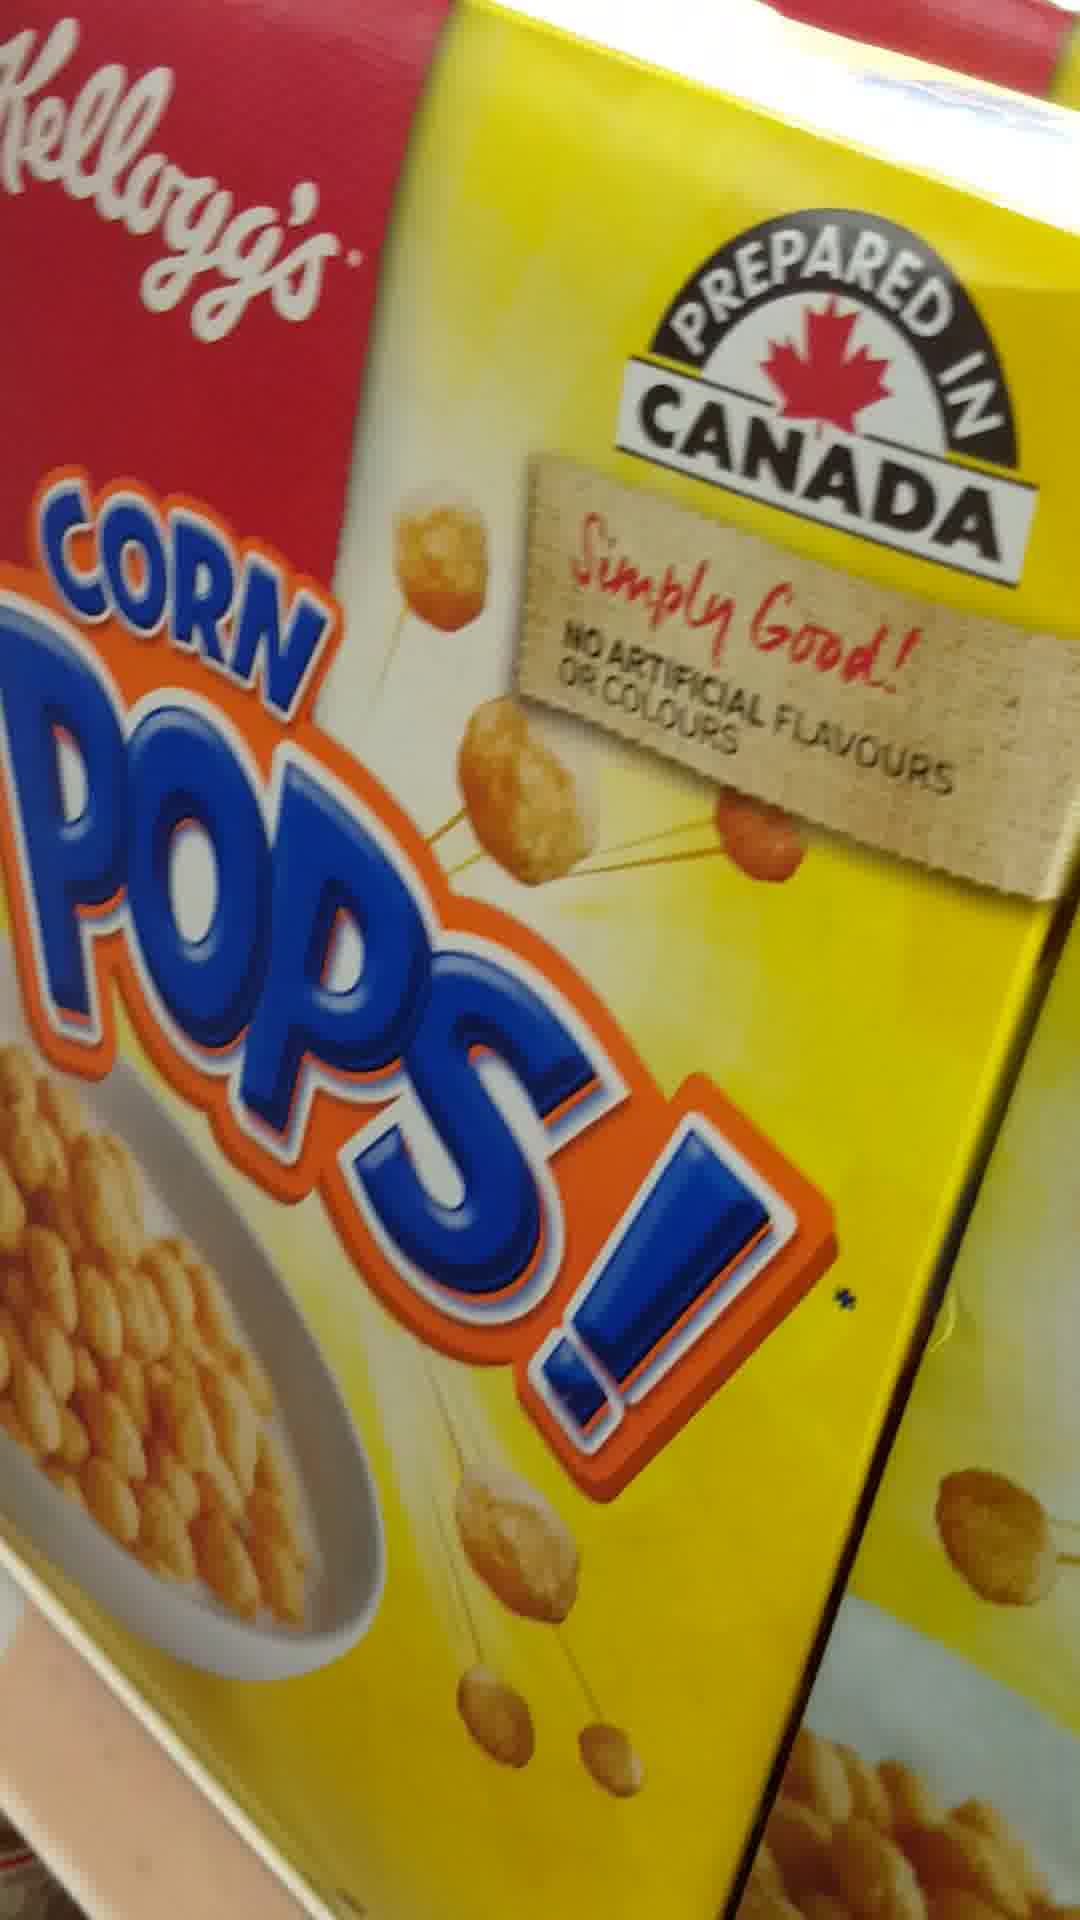 Kellogg's
PREPARED IN
CANADA
Simply Good!
NO ARTIFICIAL FLAVOURS
OR COLOURS
CORN
POPS!